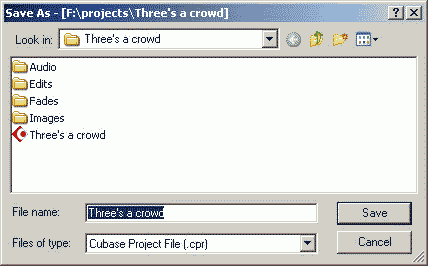 Save As - [F:\projects\Three's a crowd]
Look in: Three's a crowd
Audio
Edits
Fades
Images
Three's a crowd
File name: Three's a crowd Save
Files of type: Cubase Project File (.cpr) Cancel